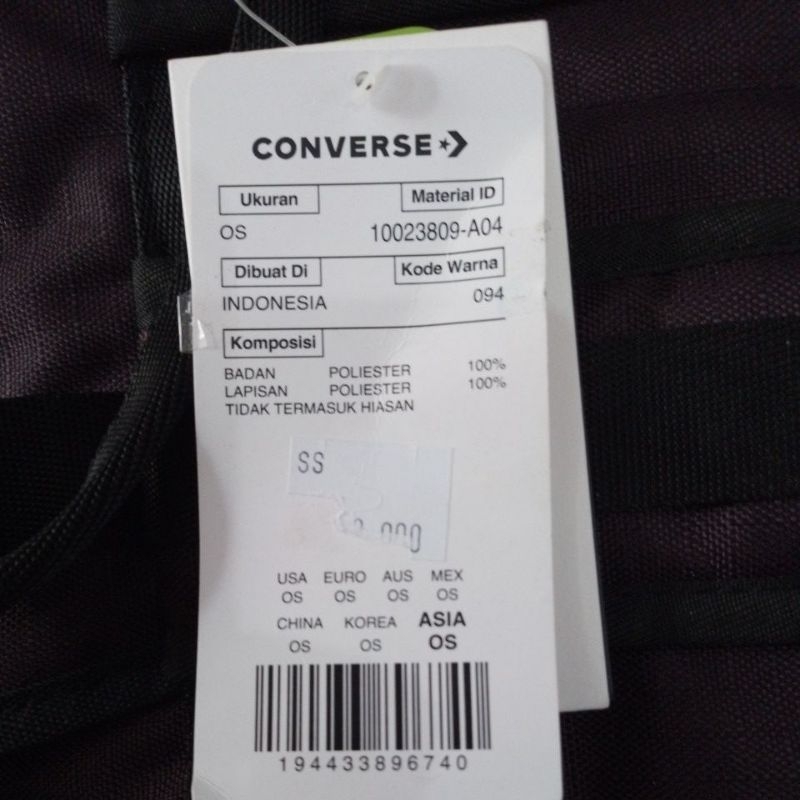 CONVERSE
Ukuran Material ID
OS 10023809-A04
Dibuat Di Kode Warna
INDONESIA 094
Komposisi
BADAN POLIESTER 100%
LAPISAN POLIESTER 100%
TIDAK TERMASUK HIASAN
SS
USA EURO AUS MEX
OS OS OS OS
CHINA KOREA ASIA
OS OS OS
194433896740